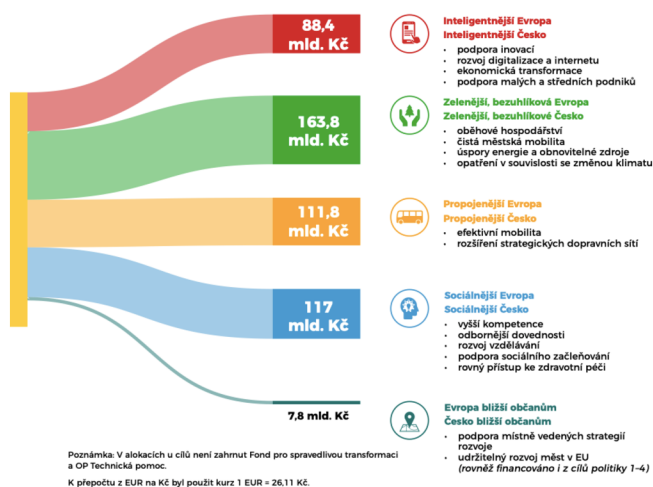 88,4
mld. Kč
Inteligentnější Evropa
Inteligentnější Česko
• podpora inovací
• rozvoj digitalizace a internetu
• ekonomická transformace
• podpora malých a středních podniků
163,8
mld. Kč
Zelenější, bezuhlíková Evropa
Zelenější, bezuhlíkové Česko
• oběhové hospodářství
• čistá městská mobilita
• úspory energie a obnovitelné zdroje
• opatření v souvislosti se změnou klimatu
111,8
mld. Kč
Propojenější Evropa
Propojenější Česko
• efektivní mobilita
• rozšíření strategických dopravních sítí
117
mld. Kč
Sociálnější Evropa
Sociálnější Česko
• vyšší kompetence
• odbornější dovednosti
• rozvoj vzdělávání
• podpora sociálního začleňování
• rovný přístup ke zdravotní péči
7,8 mld. Kč
Evropa bližší občanům
Česko bližší občanům
• podpora místně vedených strategií
rozvoje
• udržitelný rozvoj měst v EU
(rovněž financováno i z cílů politiky 1–4)
Poznámka: V alokacích u cílů není zahrnut Fond pro spravedlivou transformaci
a OP Technická pomoc.
K přepočtu z EUR na Kč byl použit kurz 1 EUR = 26,11 Kč.